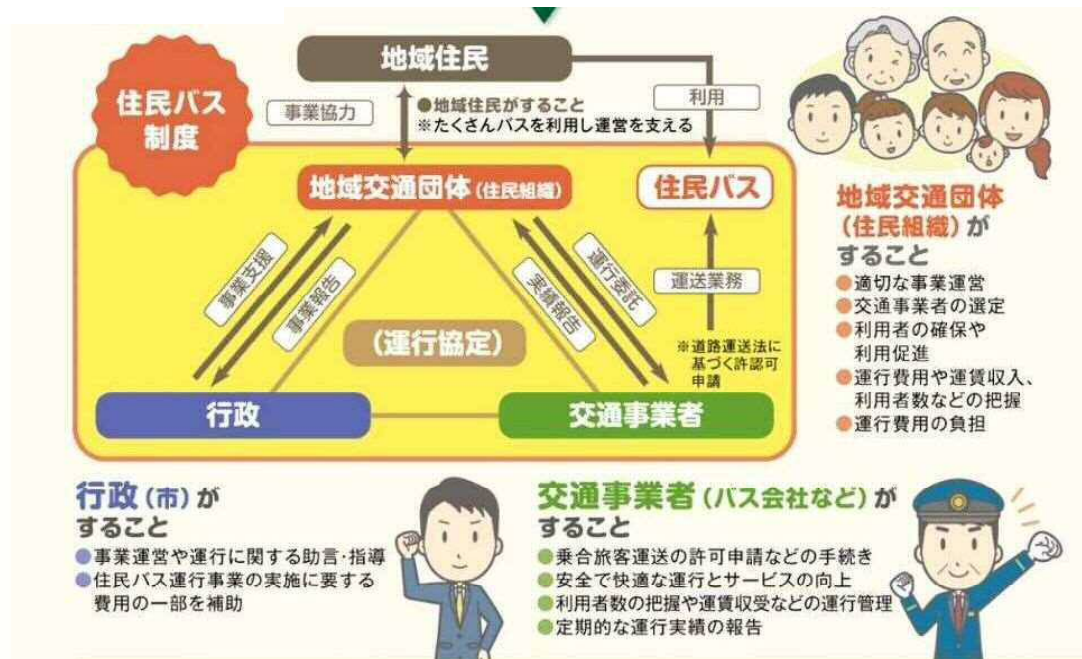 住民バス
制度
地域住民
事業協力
●地域住民がすること
※たくさんバスを利用し運営を支える
利用
地域交通団体(住民組織)
住民バス
事業支援
事業報告
実績報告
運行委託
運送業務
(運行協定)
※道路運送法に
基づく許認可
申請
行政
交通事業者
地域交通団体
(住民組織)が
すること
●適切な事業運営
●交通事業者の選定
●利用者の確保や
利用促進
●運行費用や運賃収入、
利用者数などの把握
●運行費用の負担
行政(市)が
すること
●事業運営や運行に関する助言・指導
●住民バス運行事業の実施に要する
費用の一部を補助
交通事業者(バス会社など)が
すること
●乗合旅客運送の許可申請などの手続き
●安全で快適な運行とサービスの向上
●利用者数の把握や運賃収受などの運行管理
●定期的な運行実績の報告